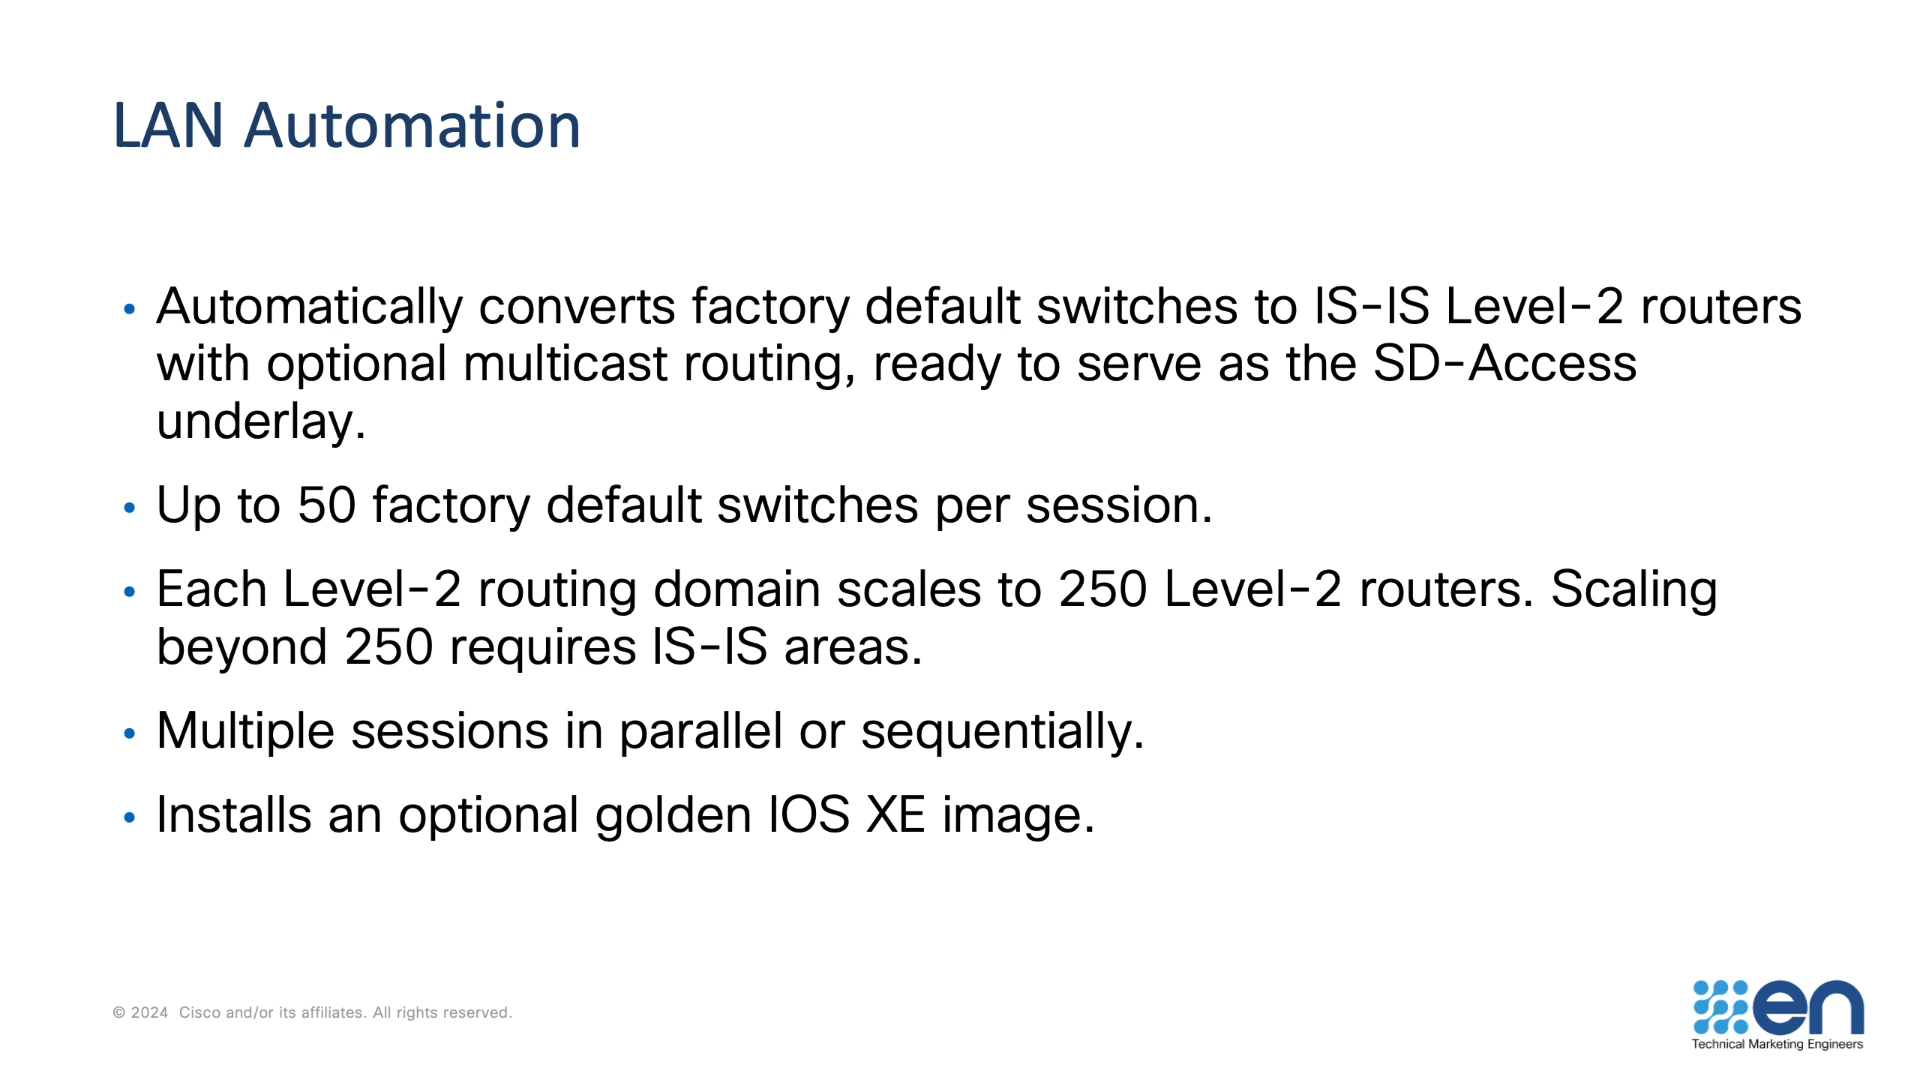 LAN Automation
• Automatically converts factory default switches to IS-IS Level-2 routers
with optional multicast routing, ready to serve as the SD-Access
underlay.
• Up to 50 factory default switches per session.
• Each Level-2 routing domain scales to 250 Level-2 routers. Scaling
beyond 250 requires IS-IS areas.
• Multiple sessions in parallel or sequentially.
• Installs an optional golden IOS XE image.
© 2024 Cisco and/or its affiliates. All rights reserved.
en
Technical Marketing Engineers